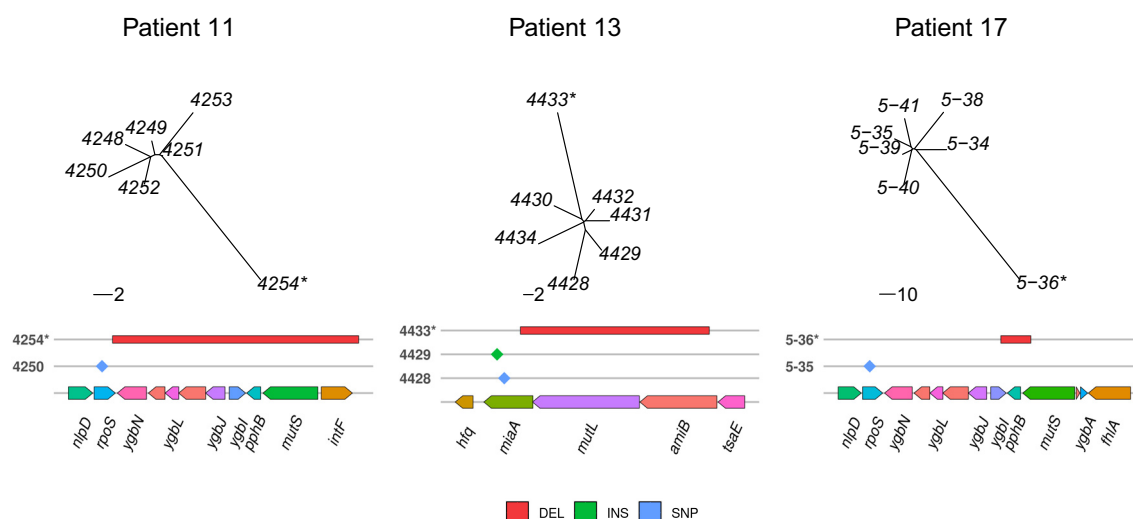 Patient 11
4253
4249
4248
4251
4250
4252
4254*
2
4254*
4250
nlpD
rpoS
ygbN
ygbL
ygbJ
ygbI
pphB
mutS
intF
Patient 13
4433*
4430
4432
4431
4434
4429
4428
2
4433*
4429
4428
hfq
miaA
mutL
amiB
tsaE
Patient 17
5−41
5−38
5−35
5−39
5−34
5−40
5−36*
10
5-36*
5-35
nlpD
rpoS
ygbN
ygbL
ygbJ
ygbI
pphB
mutS
ygbA
fhlA
DEL
INS
SNP